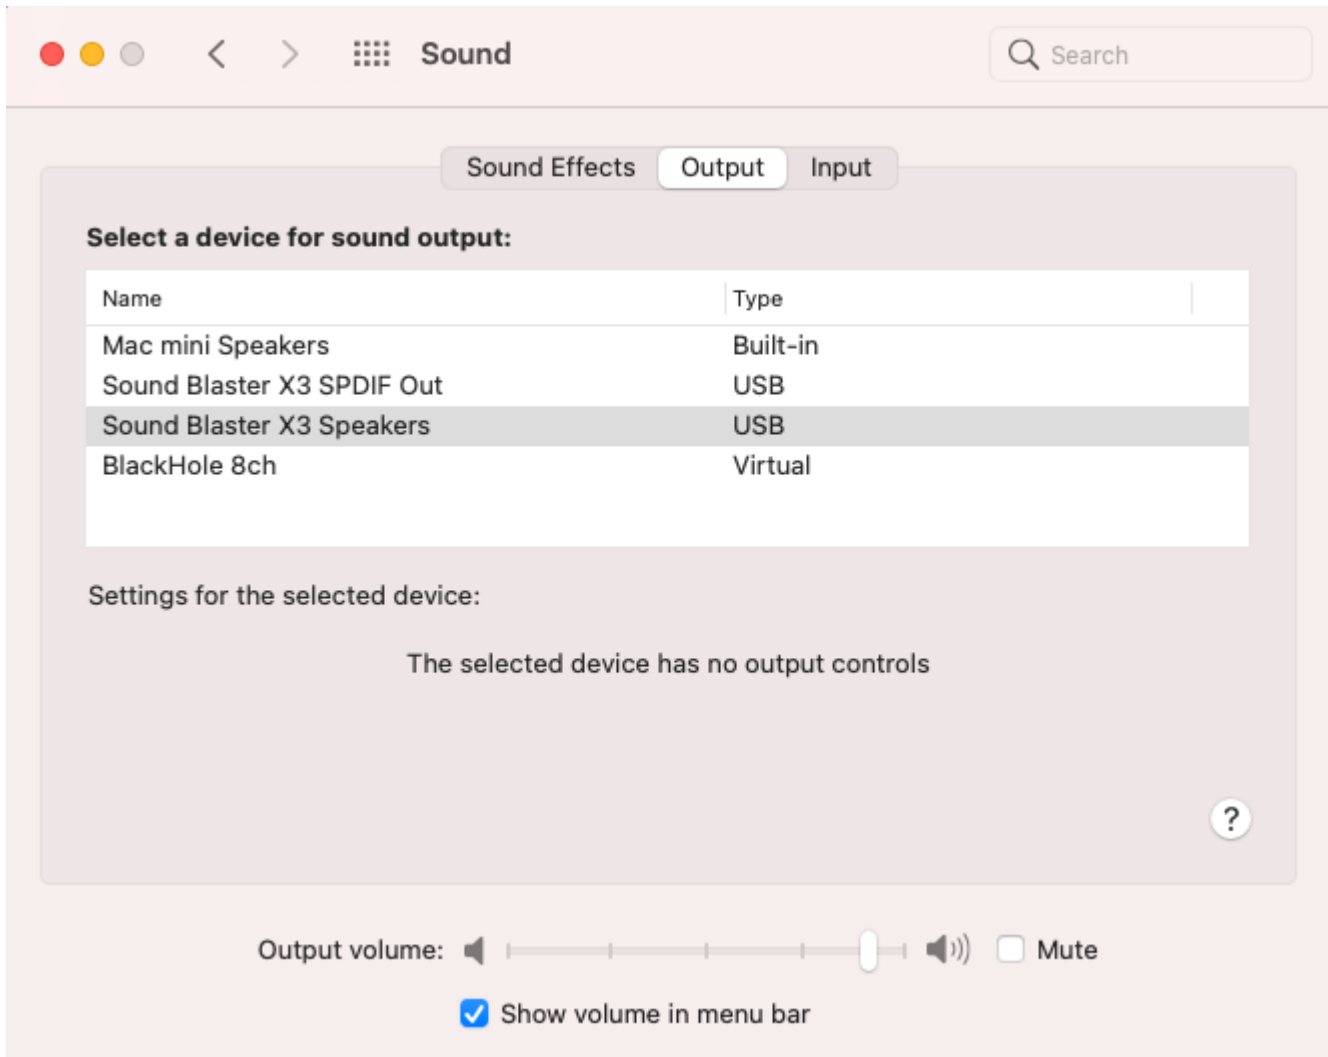 Sound
Search
Sound Effects Output Input
Select a device for sound output:
Name Type
Mac mini Speakers Built-in
Sound Blaster X3 SPDIF Out USB
Sound Blaster X3 Speakers USB
BlackHole 8ch Virtual
Settings for the selected device:
The selected device has no output controls
?
Output volume: Mute
Show volume in menu bar